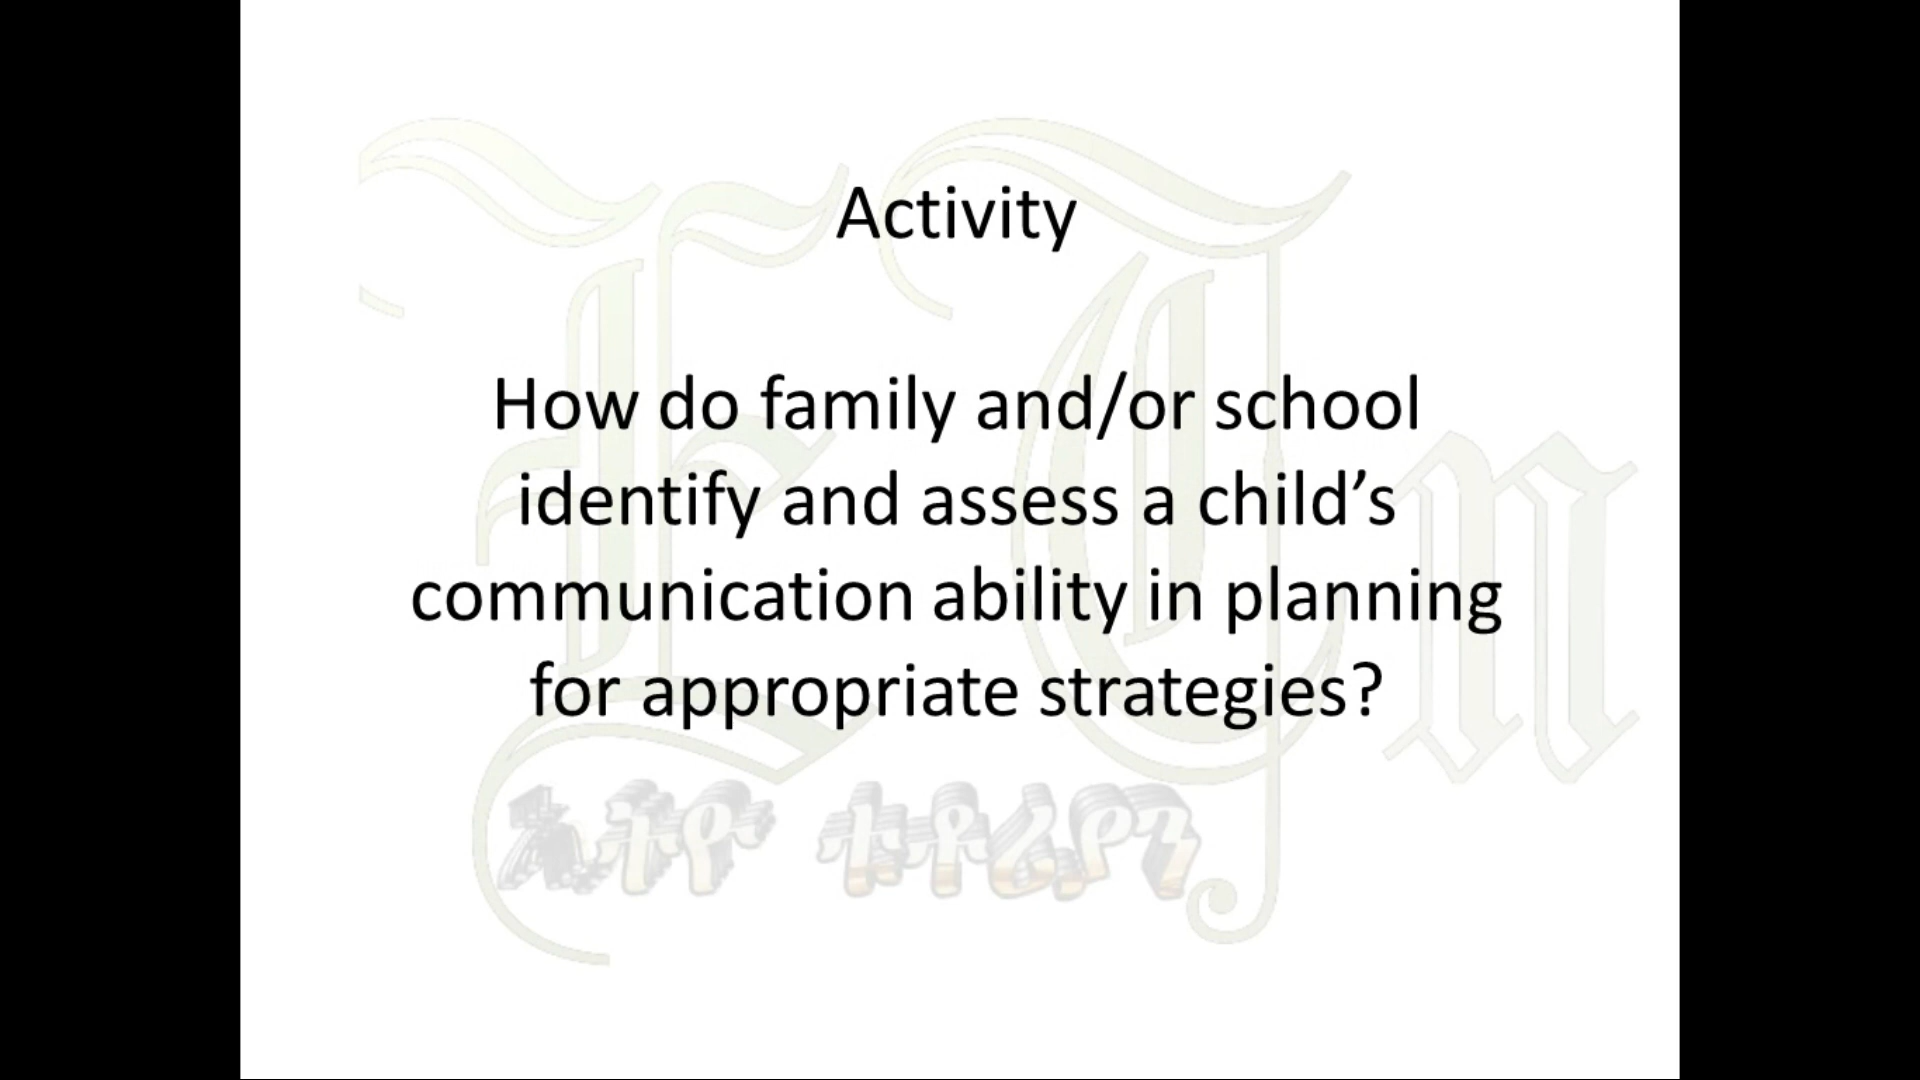 Activity
How do family and/or school
identify and assess a child’s
communication ability in planning
for appropriate strategies?